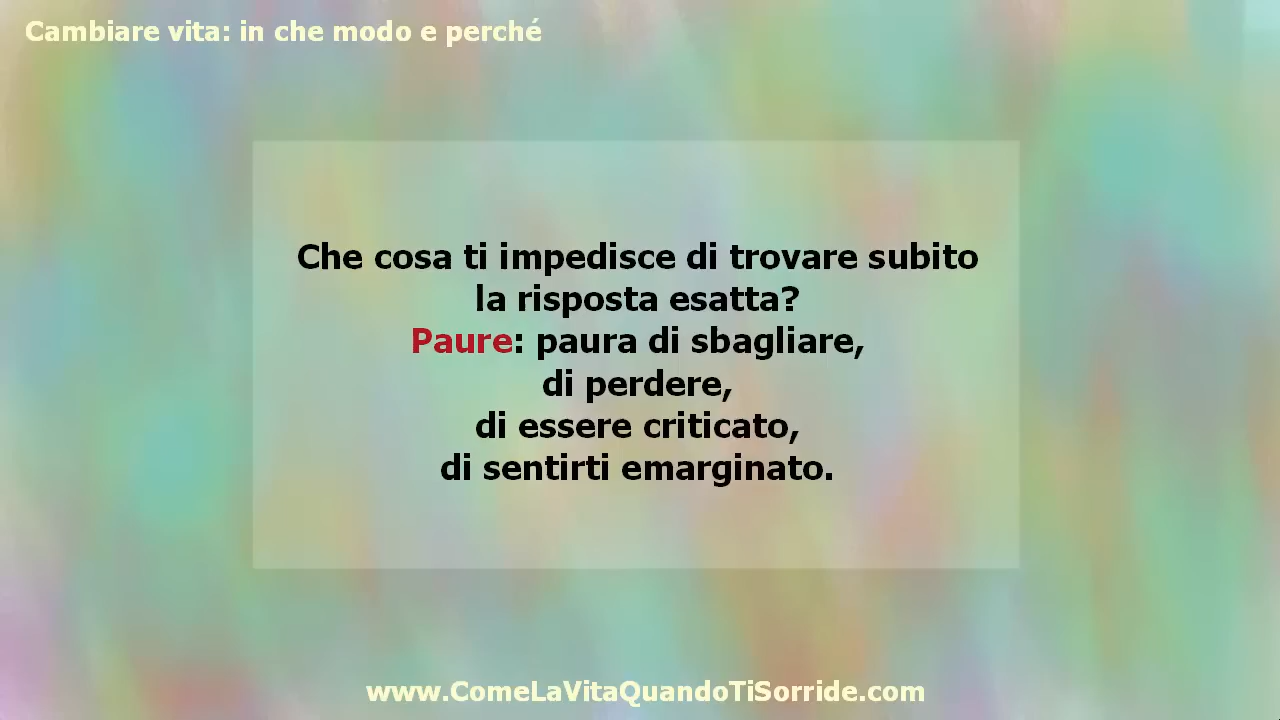 Cambiare vita: in che modo e perché
Che cosa ti impedisce di trovare subito
la risposta esatta?
Paure: paura di sbagliare,
di perdere,
di essere criticato,
di sentirti emarginato.
www.ComeLaVitaQuandoTiSorride.com